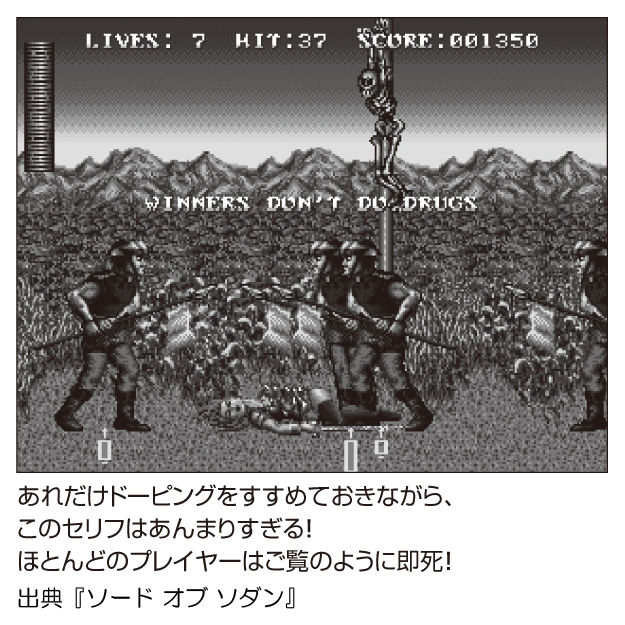 LIVES: 7 HIT:37 SCORE:001350
WINNERS DON'T DO DRUGS
あれだけドーピングをすすめておきながら、
このセリフはあんまりすぎる!
ほとんどのプレイヤーはご覧のように即死!
出典『ソード オブ ソダン』